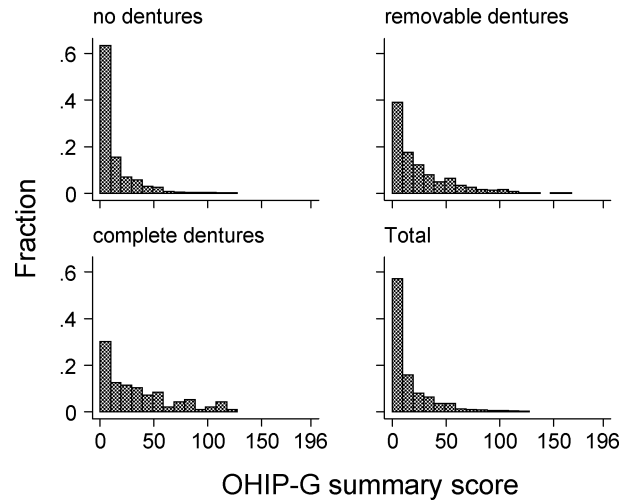 no dentures
removable dentures
.6
.4
.2
0
complete dentures
Total
.6
.4
.2
0
0 50 100 150 196
0 50 100 150 196
Fraction
OHIP-G summary score